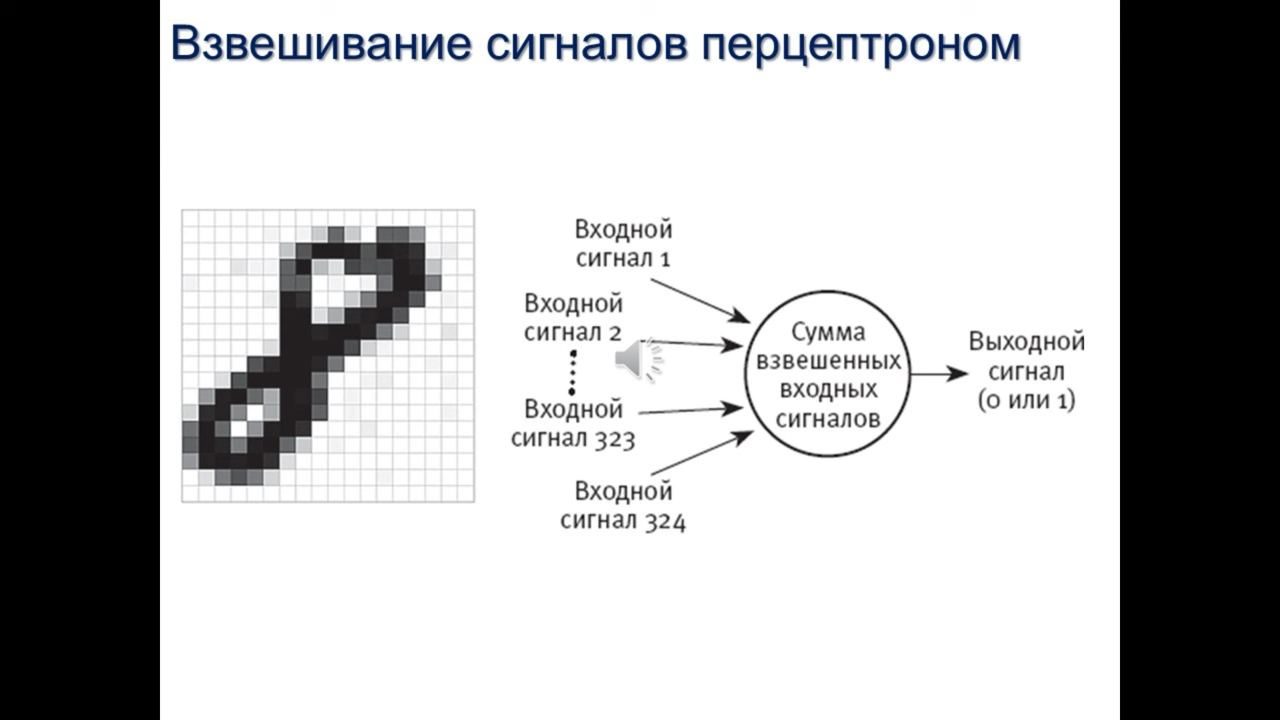 Взвешивание сигналов перцептроном
Входной
сигнал 1
Входной
сигнал 2
Входной
сигнал 323
Входной
сигнал 324
Сумма
взвешенных
входных
сигналов
Выходной
сигнал
(0 или 1)